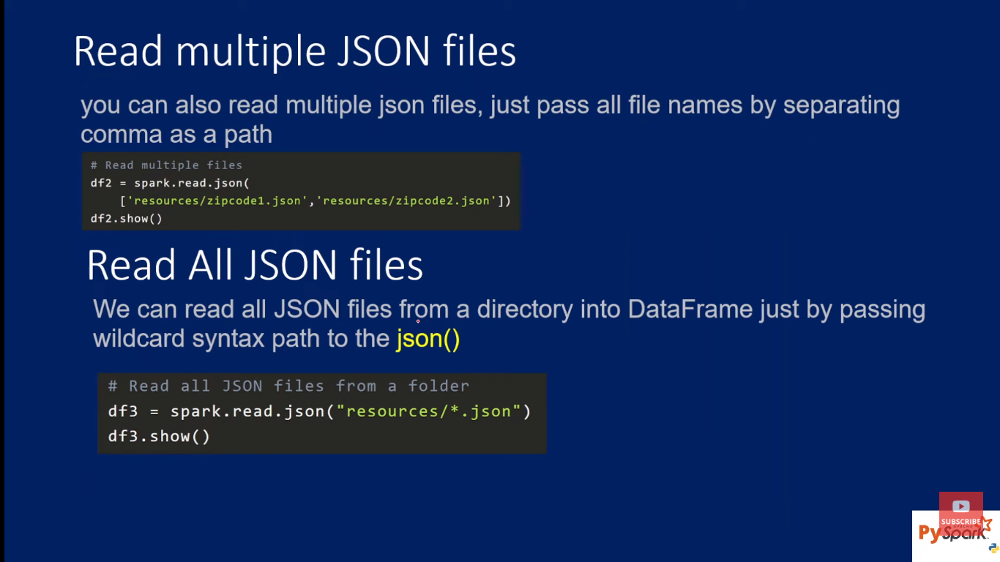 Read multiple JSON files
you can also read multiple json files, just pass all file names by separating
comma as a path
# Read multiple files
df2 = spark.read.json(
    ['resources/zipcode1.json','resources/zipcode2.json'])
df2.show()
Read All JSON files
We can read all JSON files from a directory into DataFrame just by passing
wildcard syntax path to the json()
# Read all JSON files from a folder
df3 = spark.read.json("resources/*.json")
df3.show()
SUBSCRIBE
APACHE
PySpark